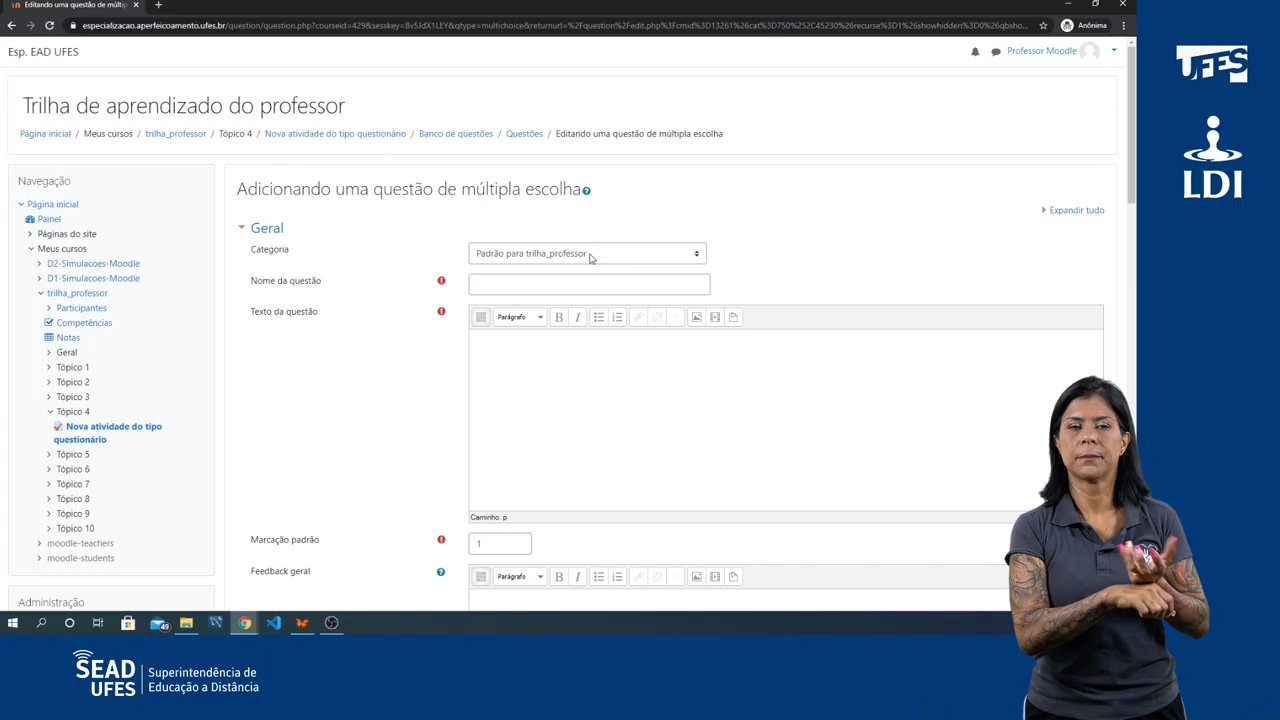 Editando uma questão de múltip
especializacao.aperfeicoamento.ufes.br/question/question.php?courseid=429&sesskey=Bv5JdX1LEY&qtype=multichoice&returnurl=%2Fquestion%2Fedit.php%3Fcmid%3D13261%26cat%3D750%252C45230%26recurse%3D1%26showhidden%3D0%26qbsho...
Anônima
Esp. EAD UFES
Professor Moodle
Trilha de aprendizado do professor
Página inicial / Meus cursos / trilha_professor / Tópico 4 / Nova atividade do tipo questionário / Banco de questões / Questões / Editando uma questão de múltipla escolha
Navegação
Página inicial
Painel
Páginas do site
Meus cursos
D2-Simulacoes-Moodle
D1-Simulacoes-Moodle
trilha_professor
Participantes
Competências
Notas
Geral
Tópico 1
Tópico 2
Tópico 3
Tópico 4
Nova atividade do tipo
questionário
Tópico 5
Tópico 6
Tópico 7
Tópico 8
Tópico 9
Tópico 10
moodle-teachers
moodle-students
Administração
Adicionando uma questão de múltipla escolha
Expandir tudo
Geral
Categoria
Padrão para trilha_professor
Nome da questão
Texto da questão
Parágrafo
B
I
Caminho: p
Marcação padrão
1
Feedback geral
Parágrafo
B
I
49
UFES
LDI
SEAD
UFES
Superintendência de
Educação a Distância